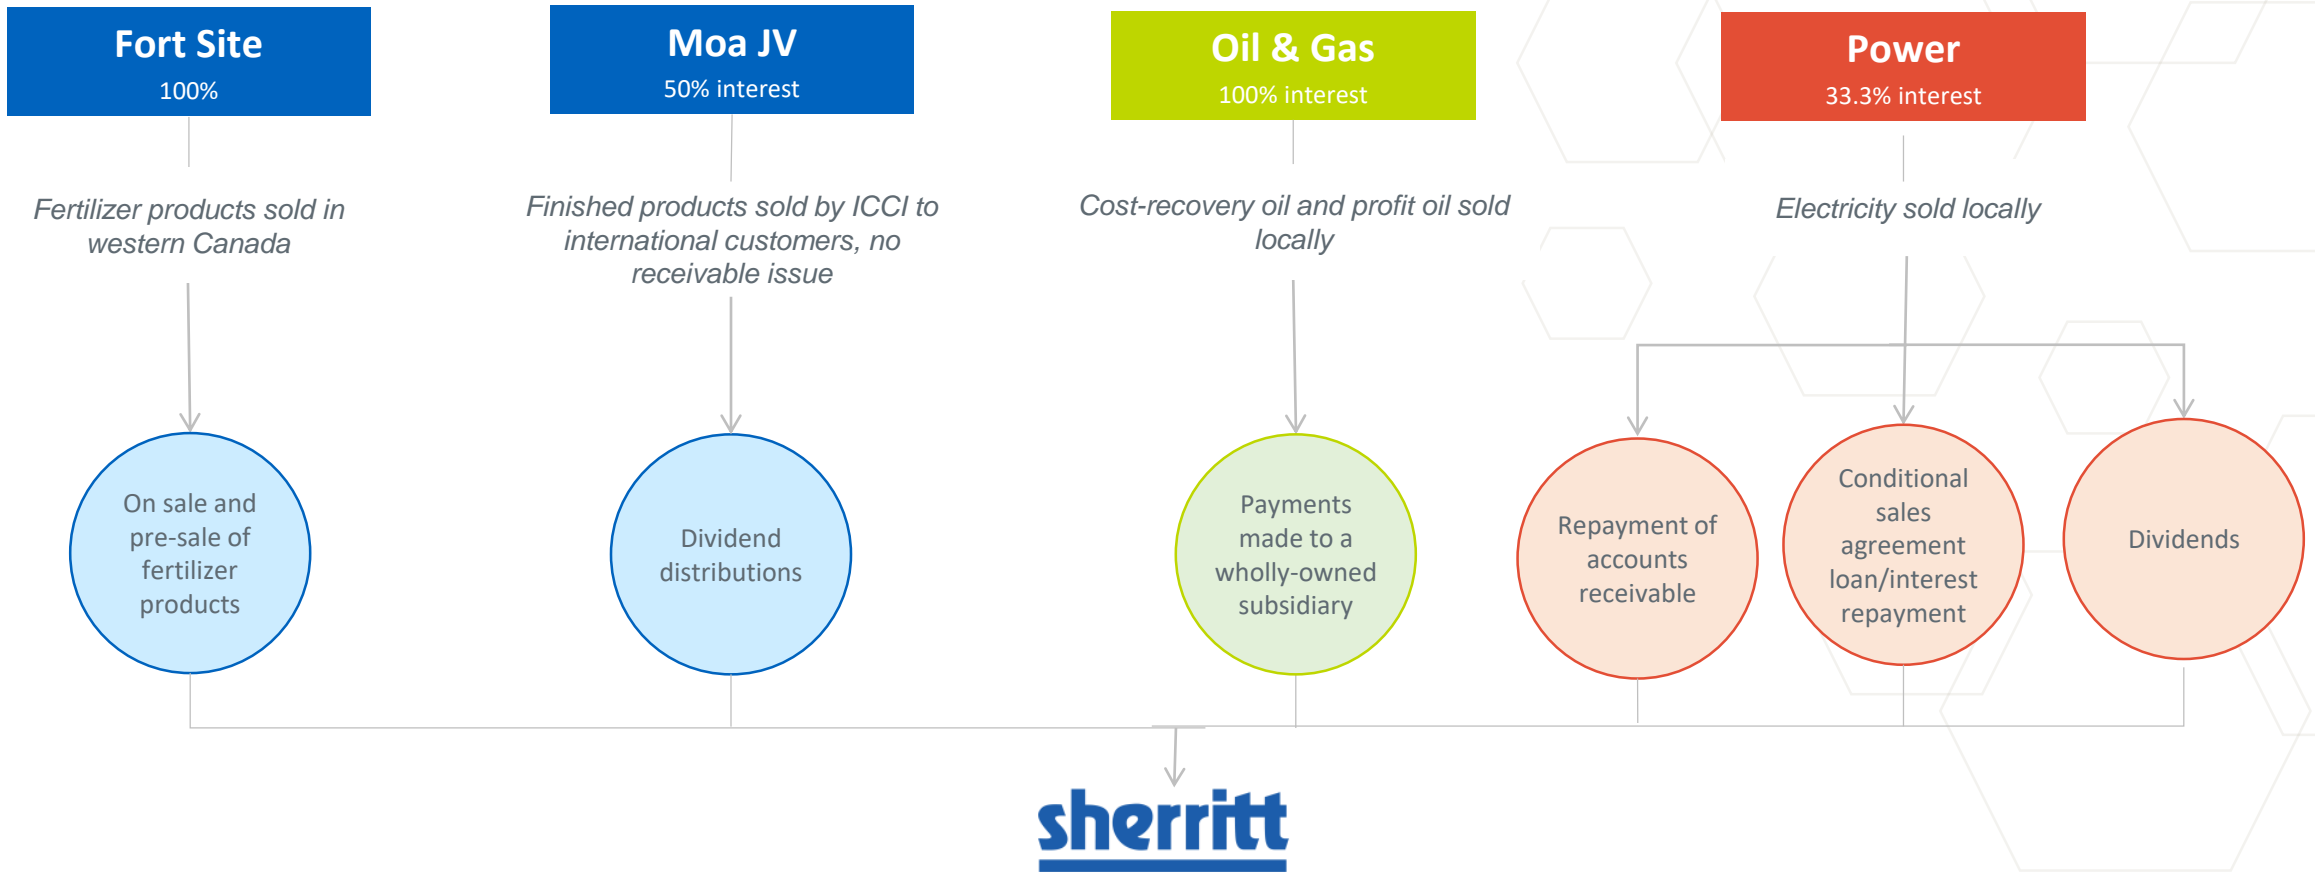 Fort Site
100%
Fertilizer products sold in
western Canada
On sale and
pre-sale of
fertilizer
products
Moa JV
50% interest
Finished products sold by ICCI to
international customers, no
receivable issue
Dividend
distributions
Oil & Gas
100% interest
Cost-recovery oil and profit oil sold
locally
Payments
made to a
wholly-owned
subsidiary
Power
33.3% interest
Electricity sold locally
Repayment of
accounts
receivable
Conditional
sales
agreement
loan/interest
repayment
Dividends
sherritt